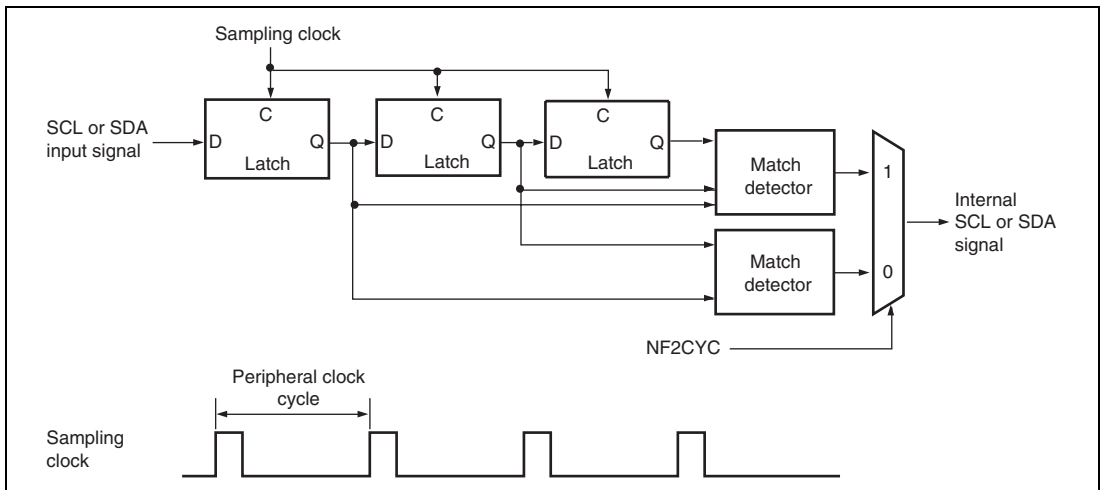 Sampling clock
SCL or SDA
input signal
C
D
Q
Latch
C
D
Q
Latch
C
D
Q
Latch
Match
detector
Match
detector
1
0
Internal
SCL or SDA
signal
NF2CYC
Peripheral clock
cycle
Sampling
clock